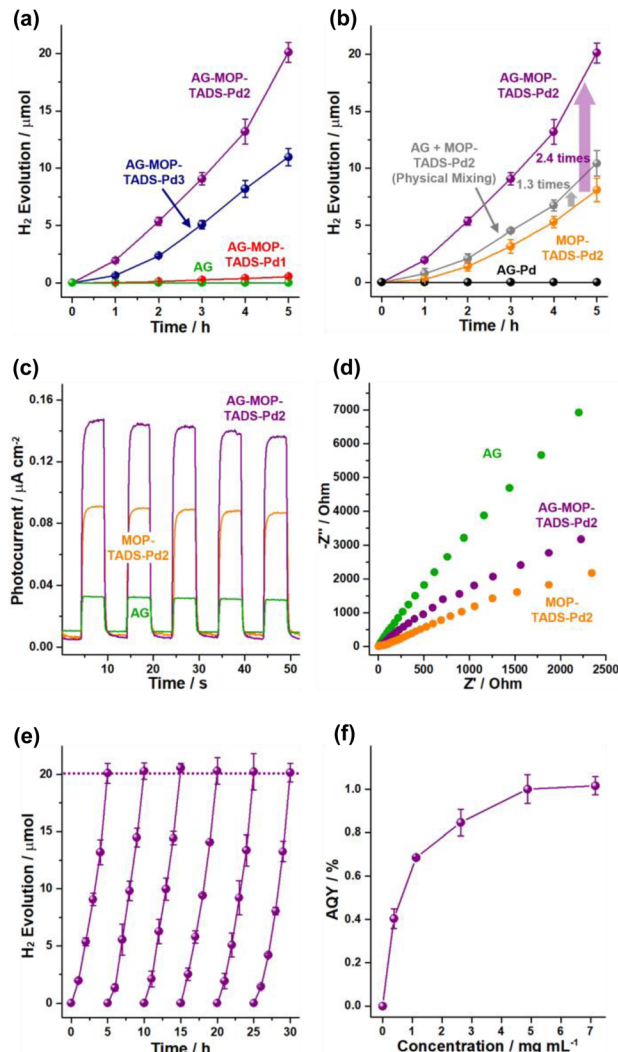 (a)
H2 Evolution / μmol
20
15
10
5
0
AG-MOP-
TADS-Pd2
AG-MOP-
TADS-Pd3
AG-MOP-
TADS-Pd1
AG
0 1 2 3 4 5
Time / h
(b)
H2 Evolution / μmol
20
15
10
5
0
AG-MOP-
TADS-Pd2
AG + MOP-
TADS-Pd2
(Physical Mixing)
2.4 times
1.3 times
MOP-
TADS-Pd2
AG-Pd
0 1 2 3 4 5
Time / h
(c)
Photocurrent / μA cm-2
0.16
0.12
0.08
0.04
0.00
AG-MOP-
TADS-Pd2
MOP-
TADS-Pd2
AG
10 20 30 40 50
Time / s
(d)
-Z'' / Ohm
7000
6000
5000
4000
3000
2000
1000
0
AG
AG-MOP-
TADS-Pd2
MOP-
TADS-Pd2
0 500 1000 1500 2000 2500
Z' / Ohm
(e)
H2 Evolution / μmol
20
15
10
5
0
0 5 10 15 20 25 30
Time / h
(f)
AQY / %
1.0
0.8
0.6
0.4
0.2
0.0
0 1 2 3 4 5 6 7
Concentration / mg mL-1